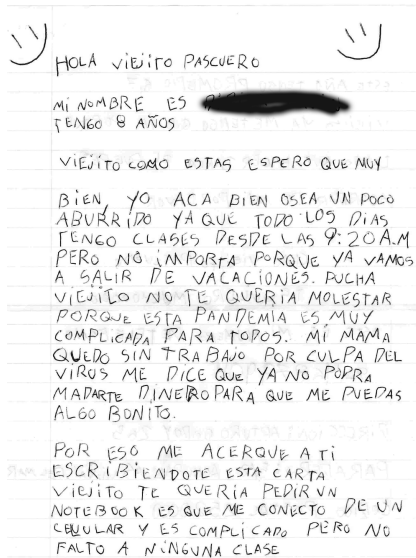 HOLA VIEJITO PASCUERO
MI NOMBRE ES
TENGO 8 AÑOS
VIEJITO COMO ESTAS ESPERO QUE MUY
BIEN, YO ACA BIEN OSEA UN POCO
ABURRIDO YA QUE TODO LOS DIAS
TENGO CLASES DESDE LAS 9:20 A.M
PERO NO IMPORTA PORQUE YA VAMOS
A SALIR DE VACACIONES. PUCHA
VIEJITO NO TE QUERIA MOLESTAR
PORQUE ESTA PANDEMIA ES MUY
COMPLICADA PARA TODOS. MI MAMA
QUEDO SIN TRABAJO POR CULPA DEL
VIRUS ME DICE QUE YA NO PODRA
MADARTE DINERO PARA QUE ME PUEDAS
ALGO BONITO.
POR ESO ME ACERQUE A TI
ESCRIBIENDOTE ESTA CARTA
VIEJITO TE QUERIA PEDIR UN
NOTEBOOK ES QUE ME CONECTO DE UN
CELULAR Y ES COMPLICADO PERO NO
FALTO A NINGUNA CLASE